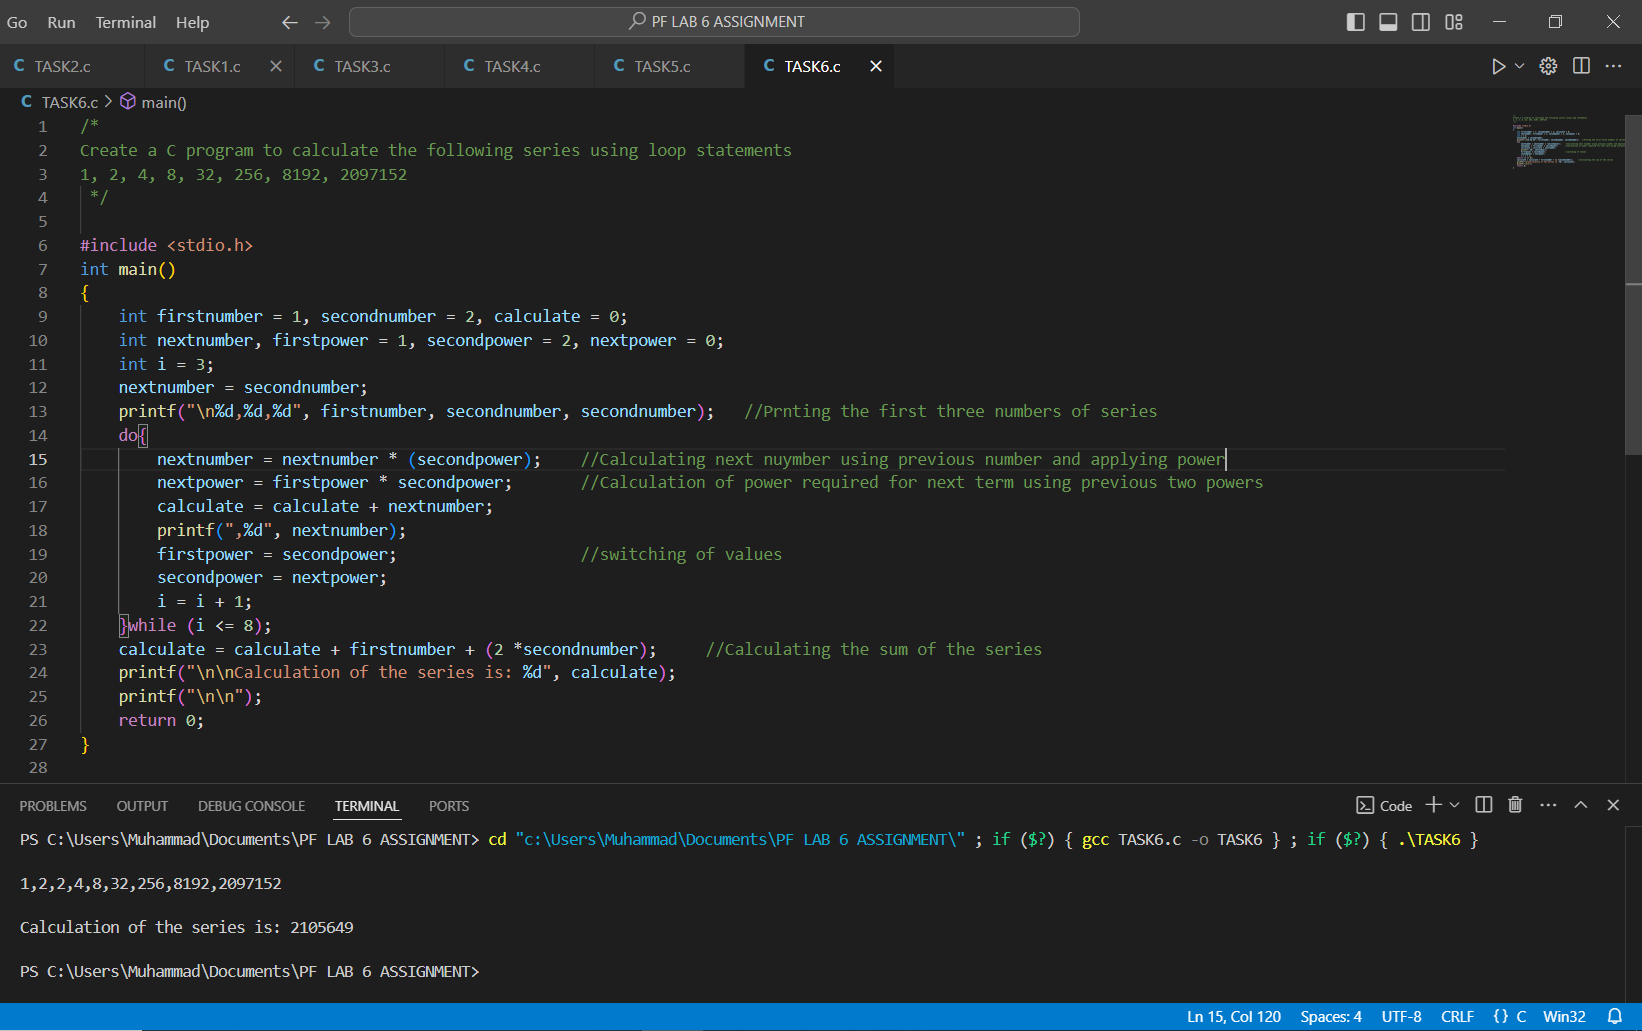 Go Run Terminal Help PF LAB 6 ASSIGNMENT
C TASK2.c C TASK1.c C TASK3.c C TASK4.c C TASK5.c C TASK6.c
C TASK6.c > main()
1 /*
2 Create a C program to calculate the following series using loop statements
3 1, 2, 4, 8, 32, 256, 8192, 2097152
4 */
5
6 #include <stdio.h>
7 int main()
8 {
9 int firstnumber = 1, secondnumber = 2, calculate = 0;
10 int nextnumber, firstpower = 1, secondpower = 2, nextpower = 0;
11 int i = 3;
12 nextnumber = secondnumber;
13 printf("\n%d,%d,%d", firstnumber, secondnumber, secondnumber); //Prnting the first three numbers of series
14 do{
15 nextnumber = nextnumber * (secondpower); //Calculating next nuymber using previous number and applying power
16 nextpower = firstpower * secondpower; //Calculation of power required for next term using previous two powers
17 calculate = calculate + nextnumber;
18 printf(",%d", nextnumber);
19 firstpower = secondpower; //switching of values
20 secondpower = nextpower;
21 i = i + 1;
22 }while (i <= 8);
23 calculate = calculate + firstnumber + (2 *secondnumber); //Calculating the sum of the series
24 printf("\n\nCalculation of the series is: %d", calculate);
25 printf("\n\n");
26 return 0;
27 }
28
PROBLEMS OUTPUT DEBUG CONSOLE TERMINAL PORTS Code
PS C:\Users\Muhammad\Documents\PF LAB 6 ASSIGNMENT> cd "c:\Users\Muhammad\Documents\PF LAB 6 ASSIGNMENT\" ; if ($?) { gcc TASK6.c -o TASK6 } ; if ($?) { .\TASK6 }
1,2,2,4,8,32,256,8192,2097152
Calculation of the series is: 2105649
PS C:\Users\Muhammad\Documents\PF LAB 6 ASSIGNMENT>
Ln 15, Col 120 Spaces: 4 UTF-8 CRLF {} C Win32